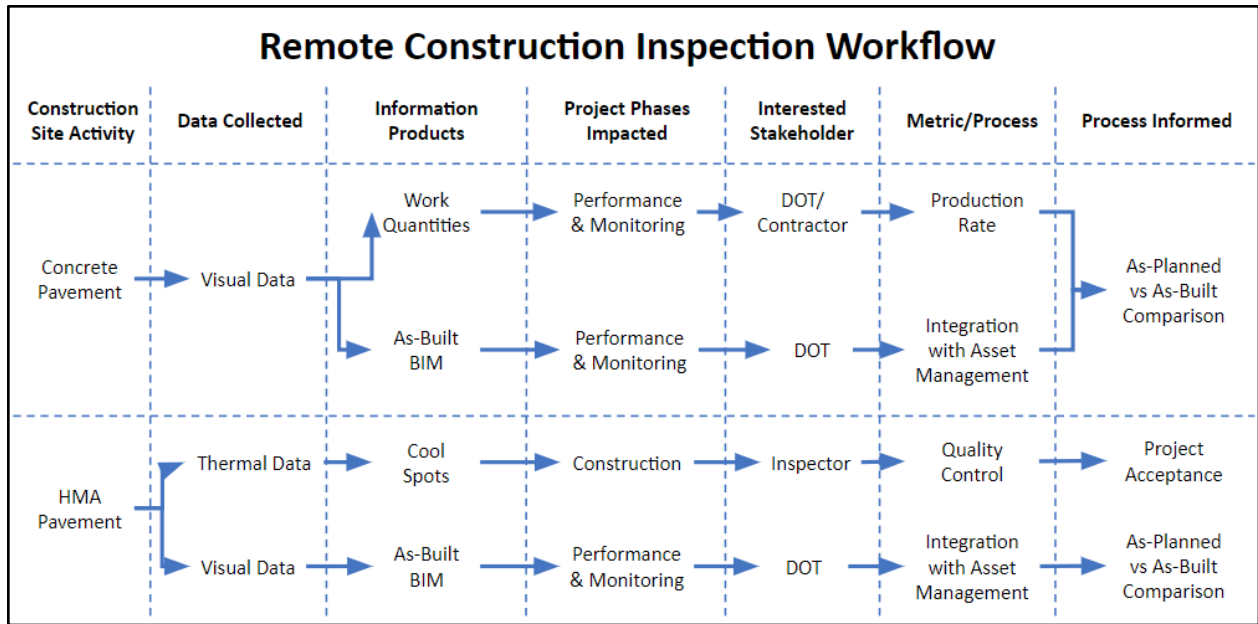 Remote Construction Inspection Workflow
Construction
Site Activity
Data Collected
Information
Products
Project Phases
Impacted
Interested
Stakeholder
Metric/Process
Process Informed
Concrete
Pavement
Visual Data
Work
Quantities
Performance
& Monitoring
DOT/
Contractor
Production
Rate
As-Built
BIM
Performance
& Monitoring
DOT
Integration
with Asset
Management
As-Planned
vs As-Built
Comparison
HMA
Pavement
Thermal Data
Cool
Spots
Construction
Inspector
Quality
Control
Project
Acceptance
Visual Data
As-Built
BIM
Performance
& Monitoring
DOT
Integration
with Asset
Management
As-Planned
vs As-Built
Comparison